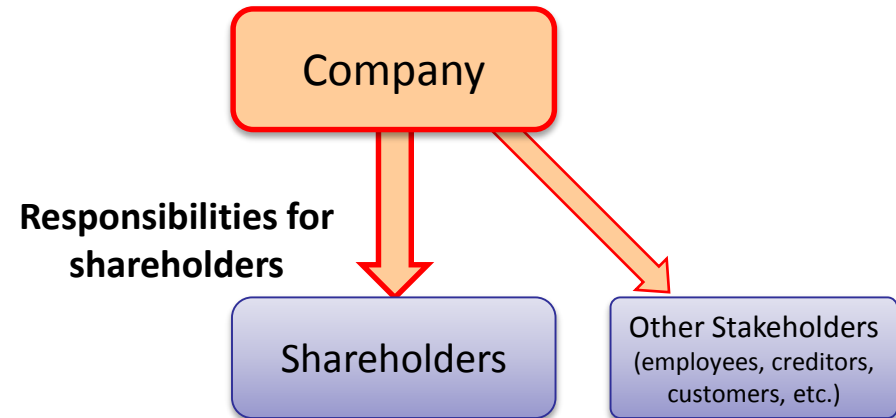 Company
Responsibilities for
shareholders
Shareholders
Other Stakeholders
(employees, creditors,
customers, etc.)